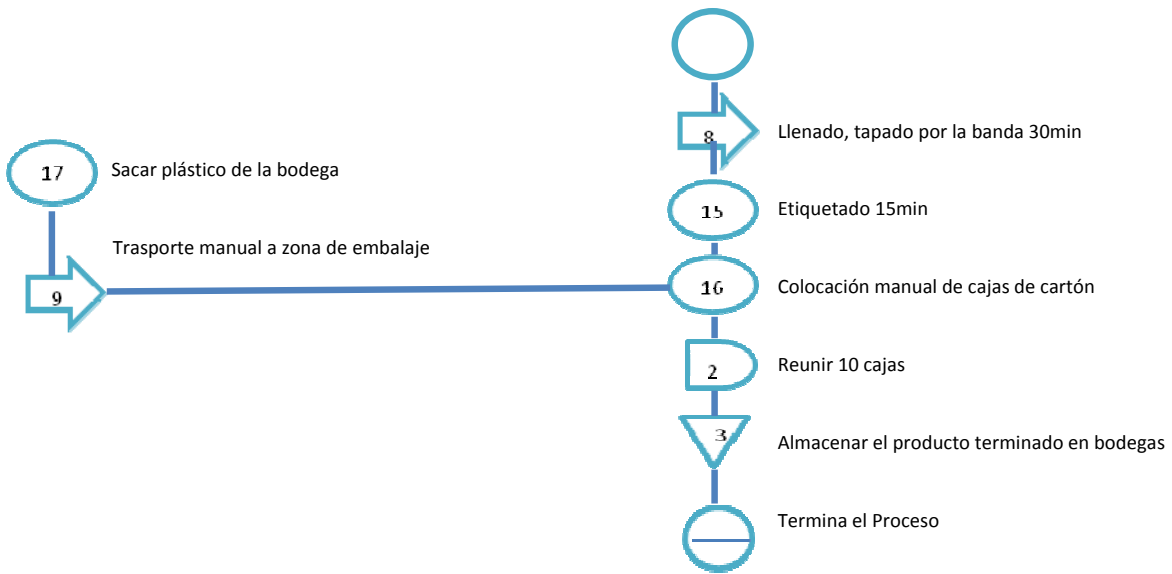 17
Sacar plástico de la bodega
Trasporte manual a zona de embalaje
9
8
Llenado, tapado por la banda 30min
15
Etiquetado 15min
16
Colocación manual de cajas de cartón
2
Reunir 10 cajas
3
Almacenar el producto terminado en bodegas
Termina el Proceso